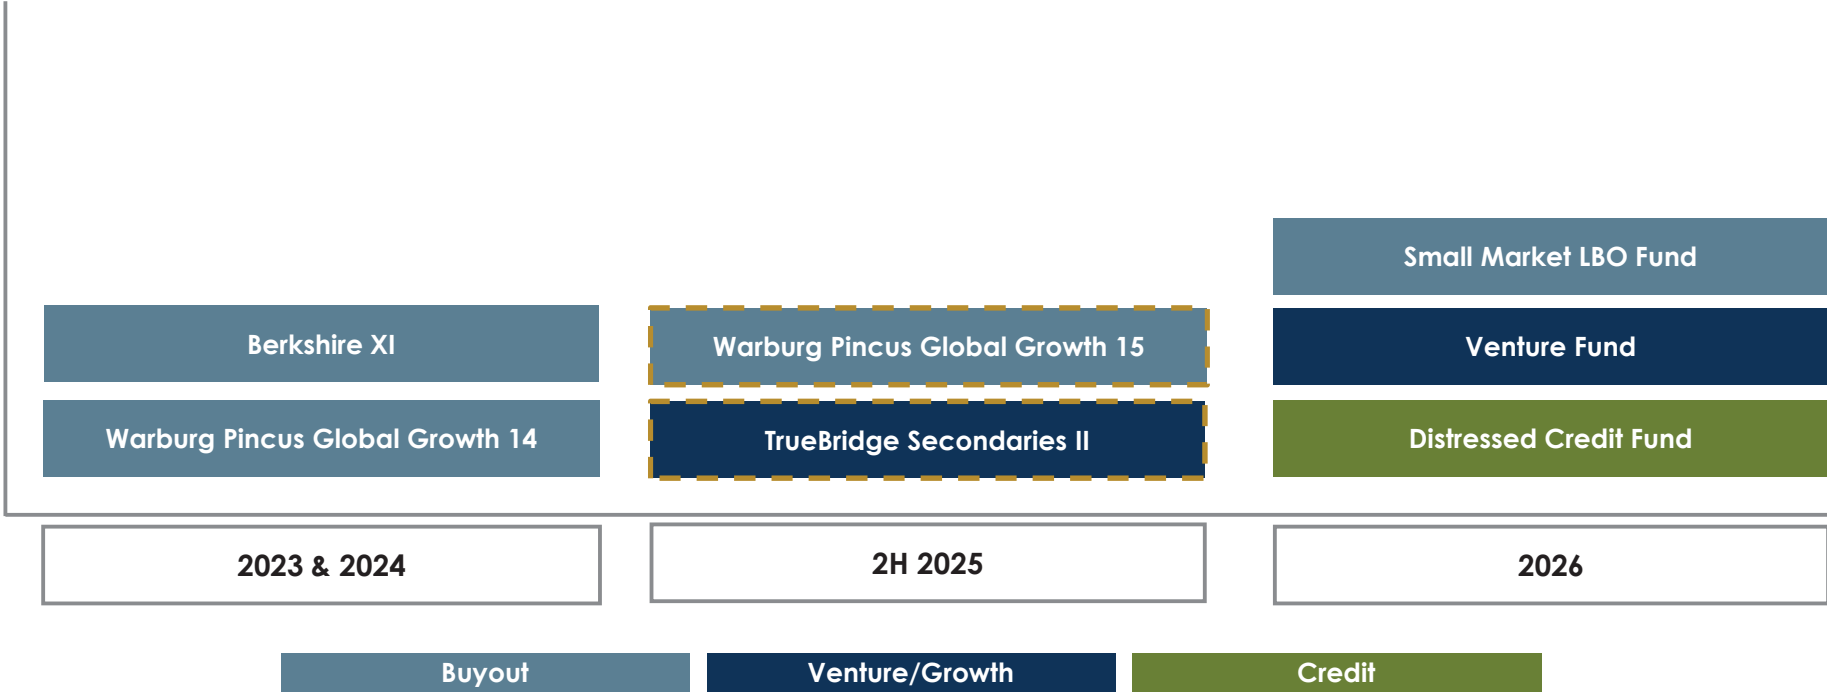 Small Market LBO Fund
Berkshire XI
Warburg Pincus Global Growth 15
Venture Fund
Warburg Pincus Global Growth 14
TrueBridge Secondaries II
Distressed Credit Fund
2023 & 2024
2H 2025
2026
Buyout
Venture/Growth
Credit